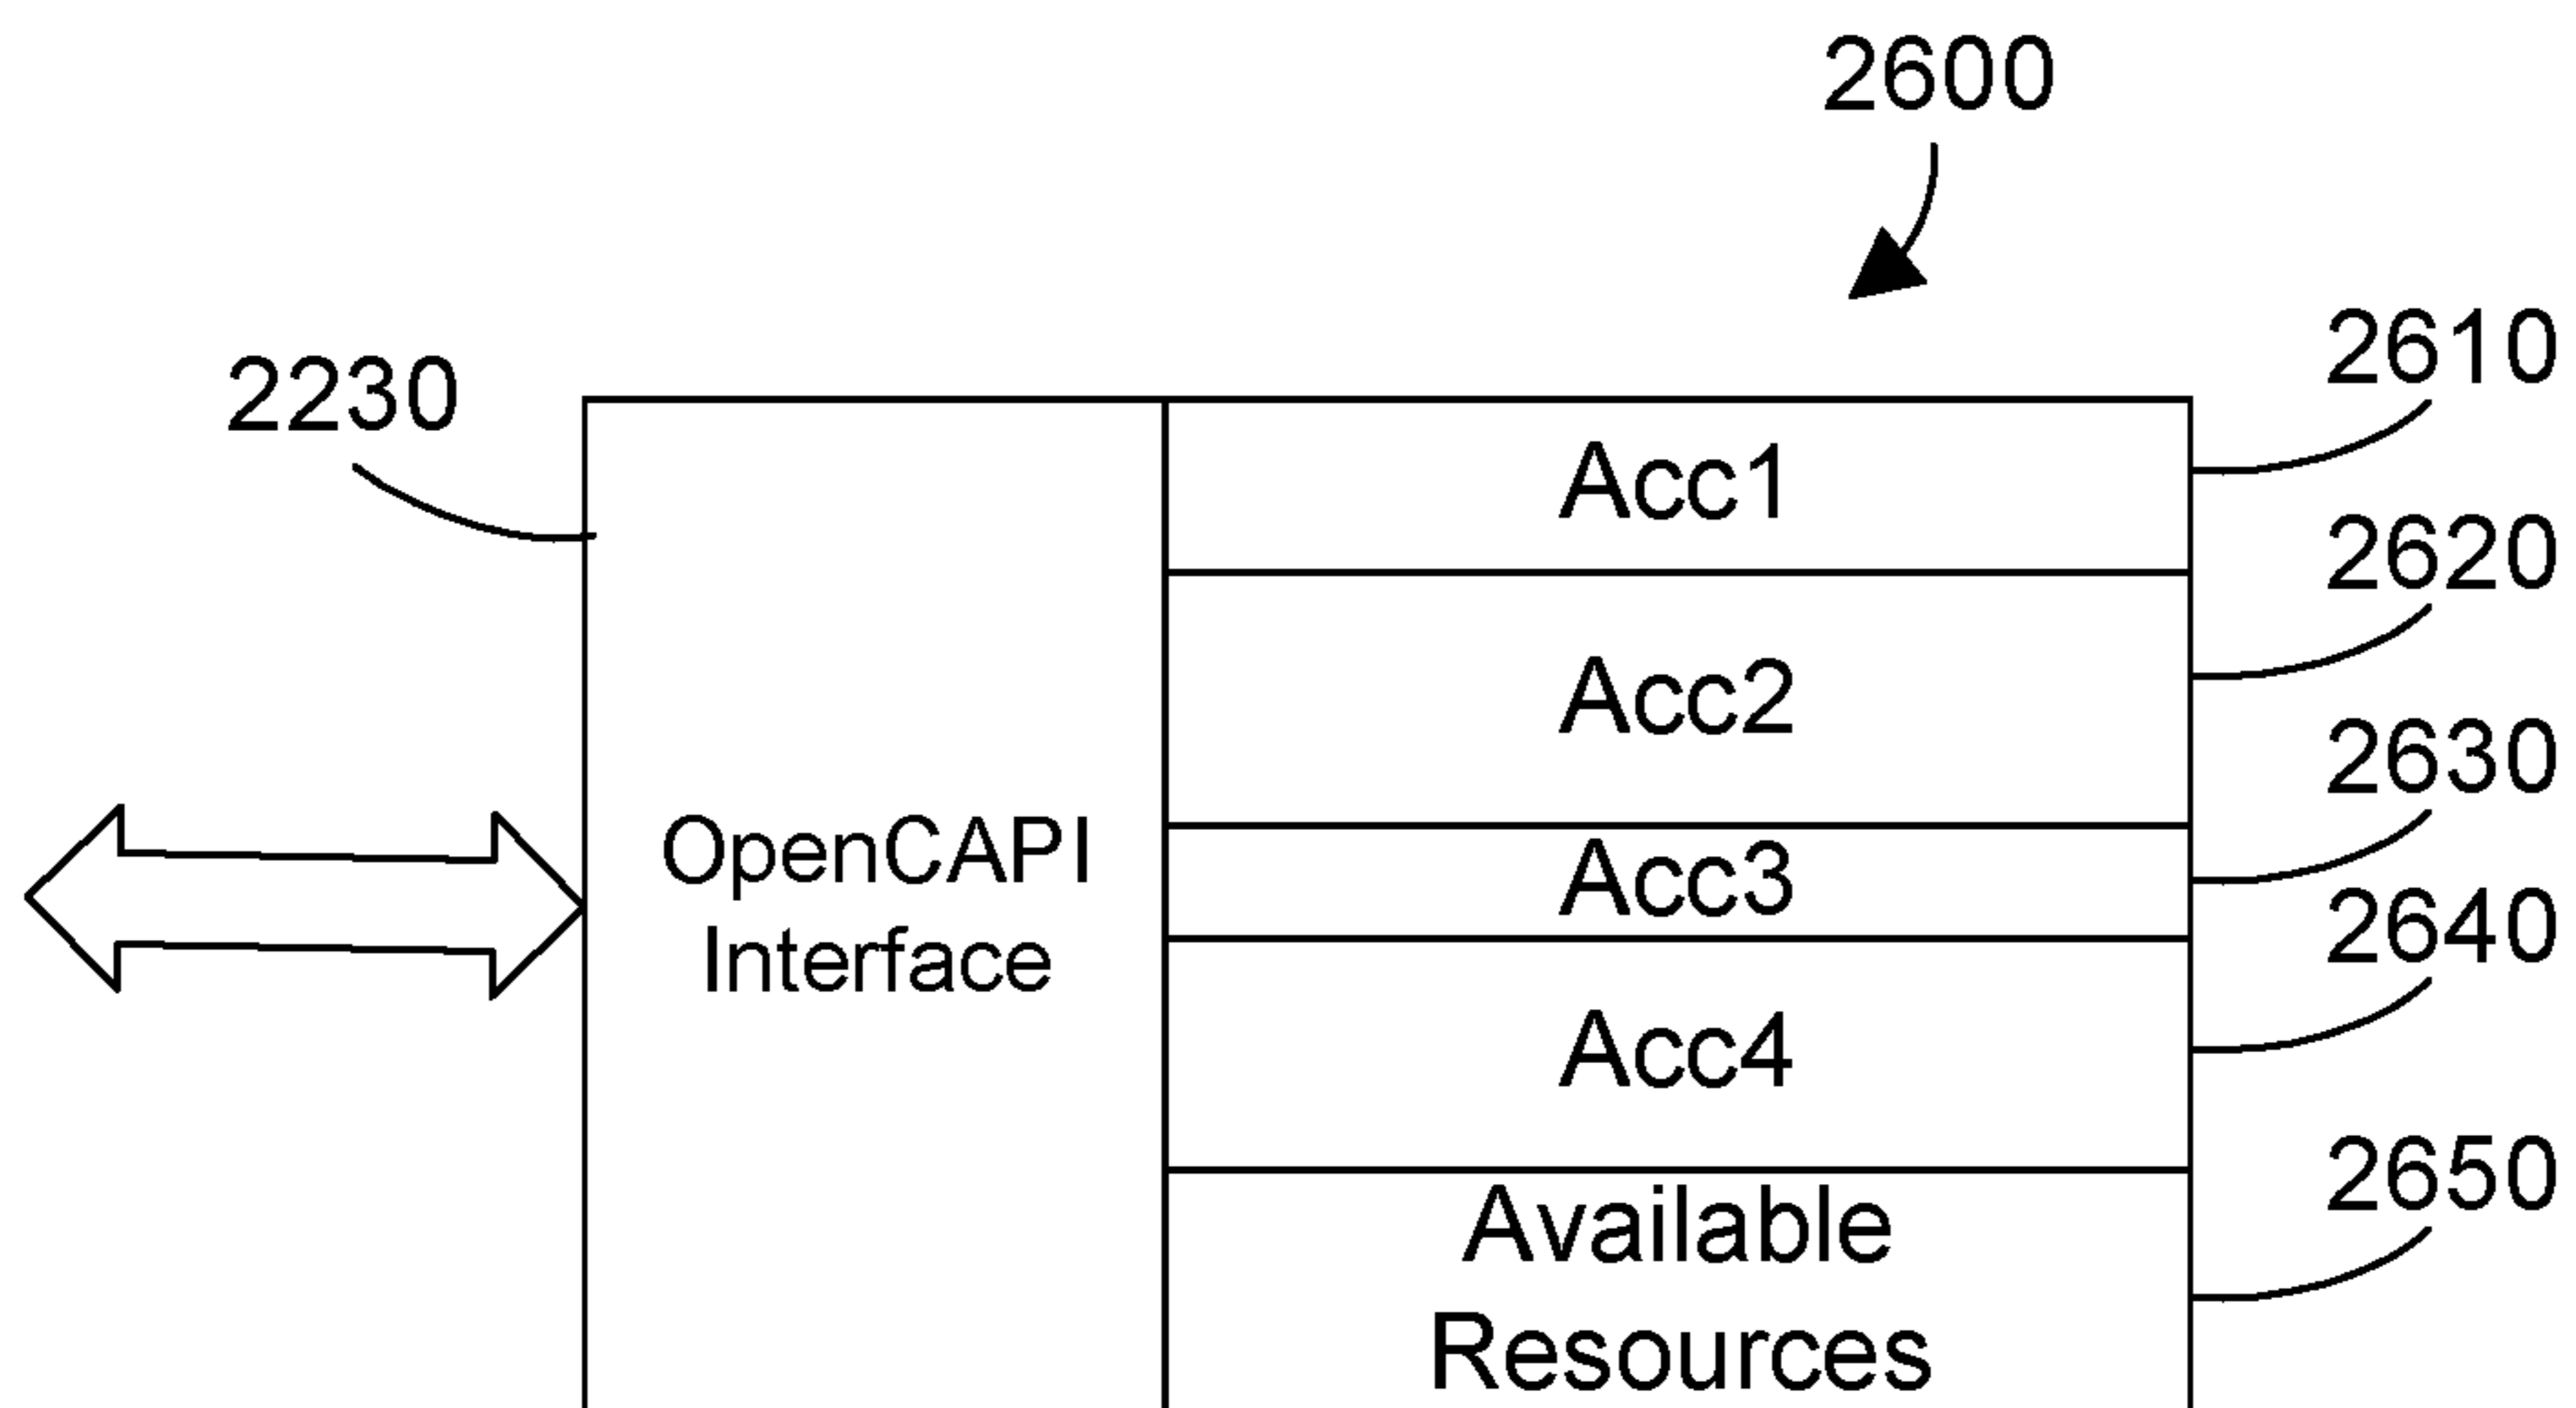 2600
2610
2230
Acc1
2620
Acc2
2630
OpenCAPI
Interface
Acc3
2640
Acc4
2650
Available
Resources